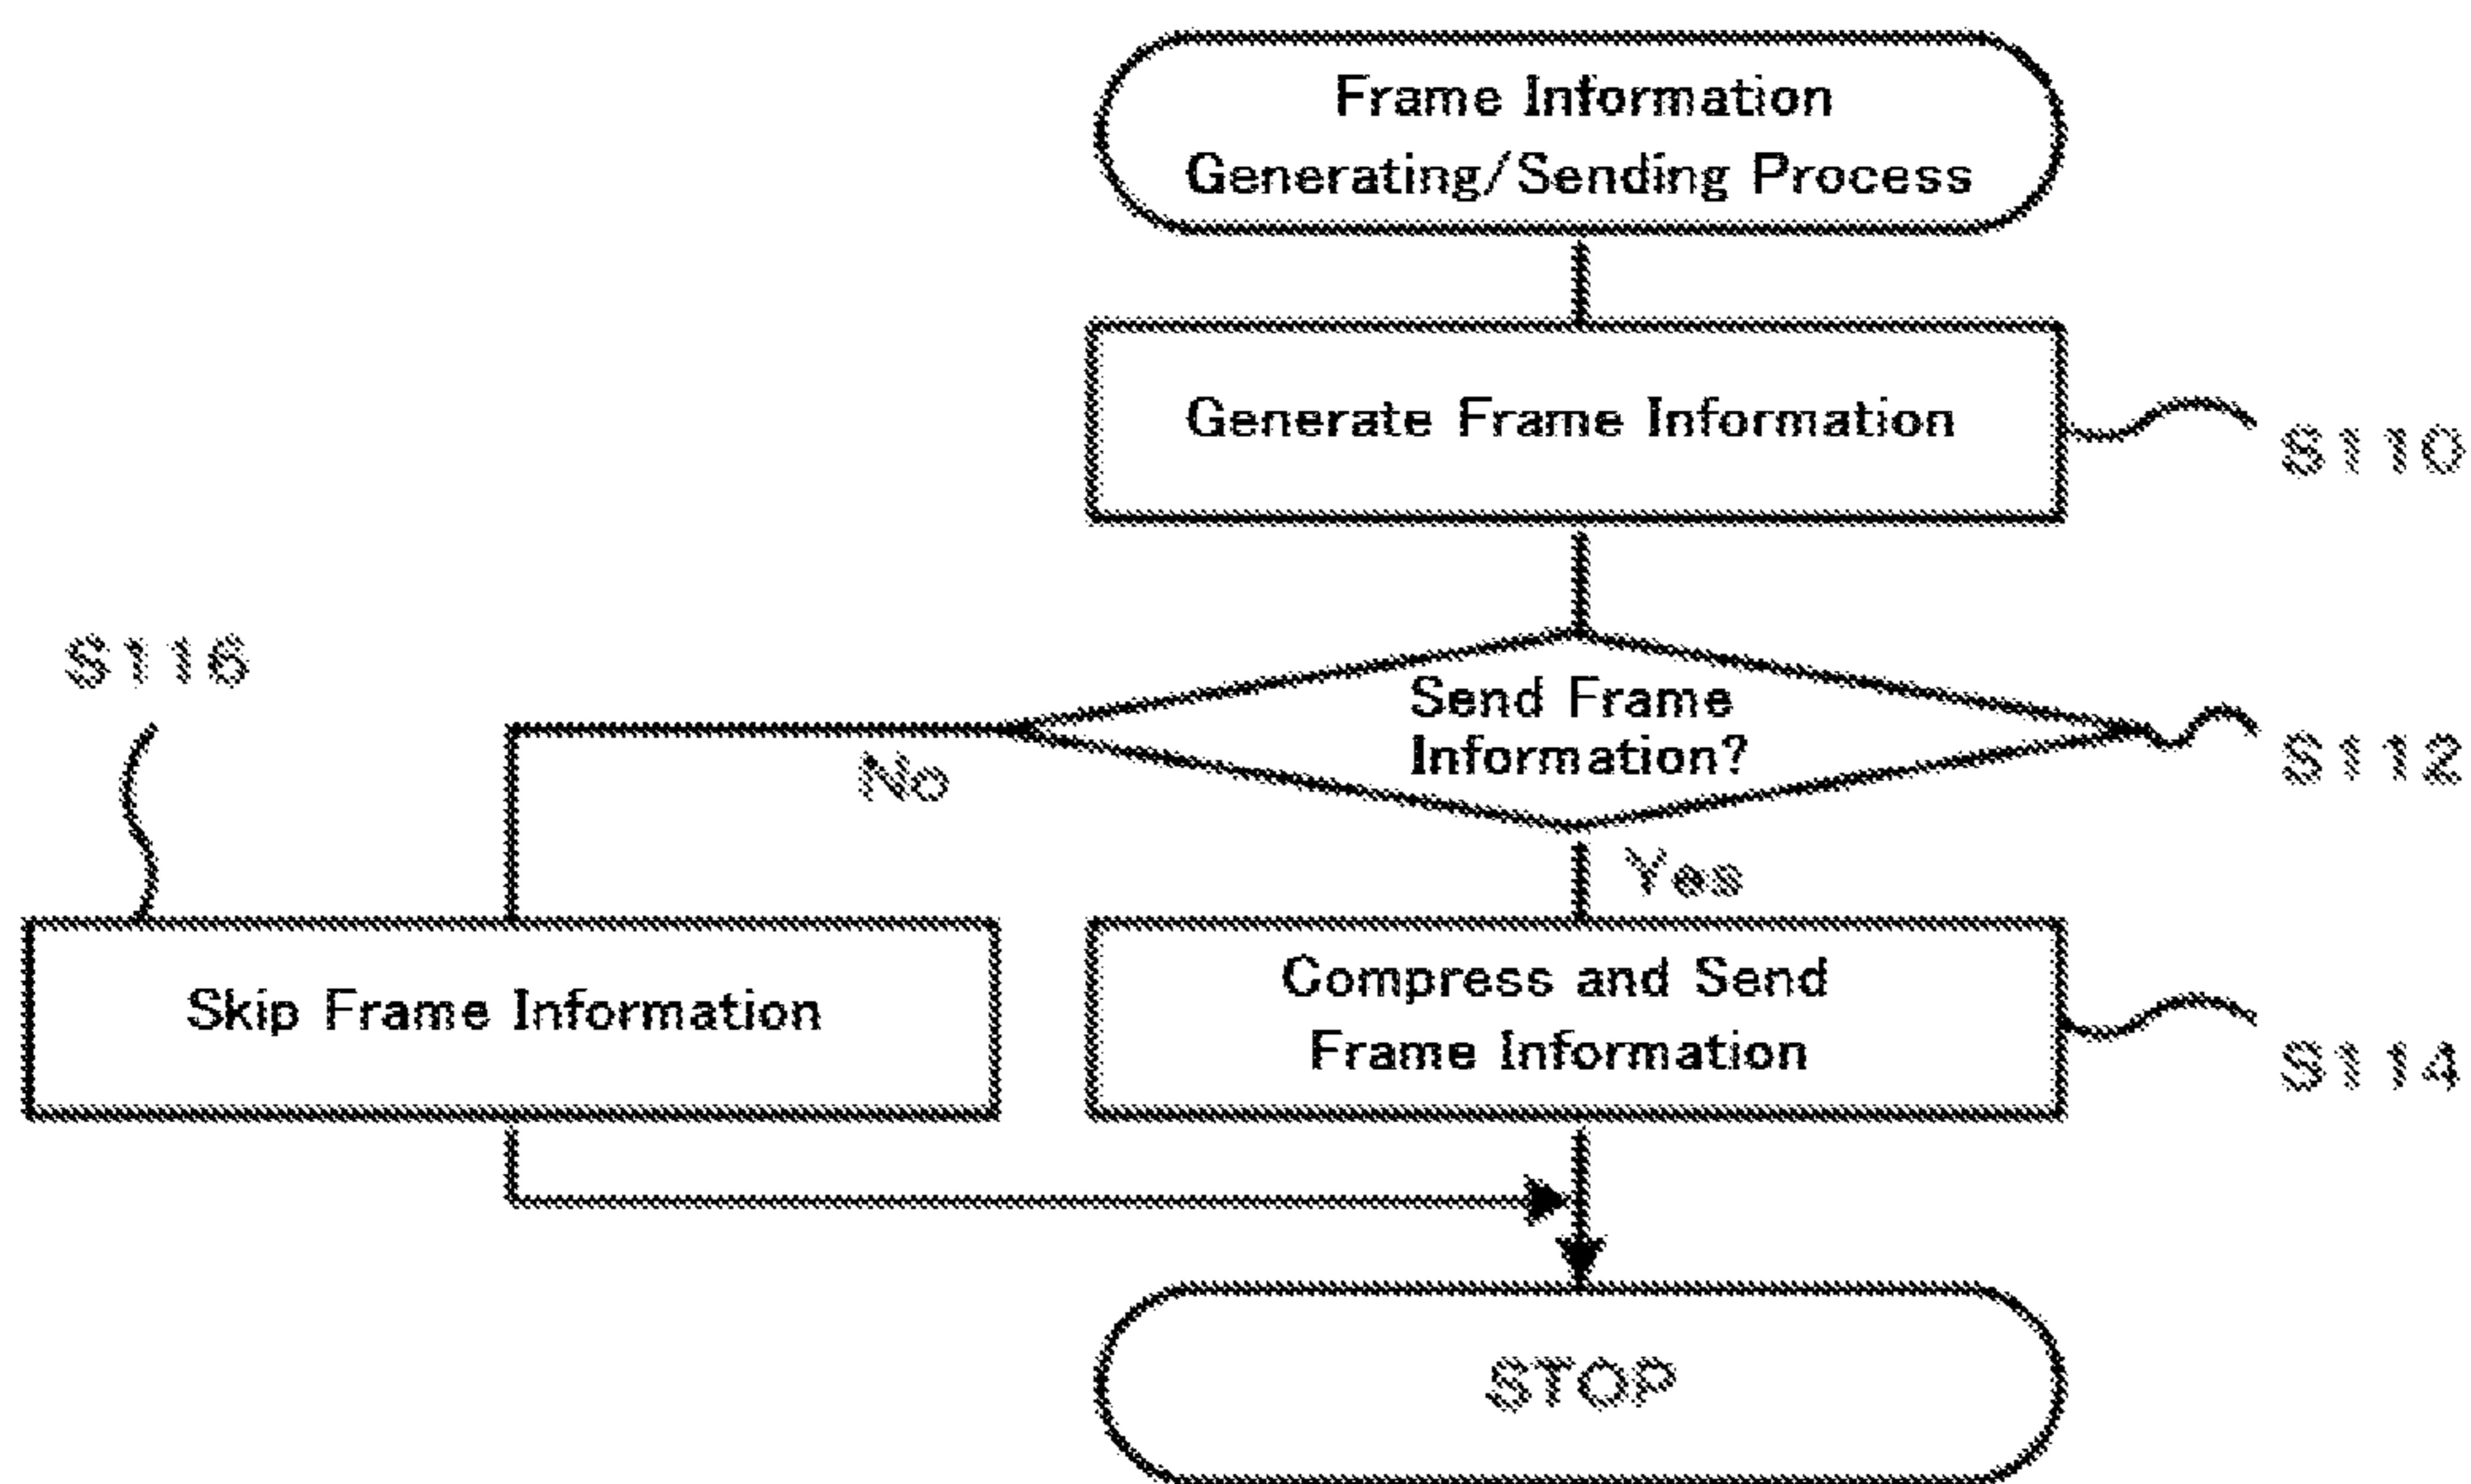 Frame Information
Generating/Sending Process
Generate Frame Information
S110
S116
Send Frame
Information?
S112
No
Yes
Skip Frame Information
Compress and Send
Frame Information
S114
STOP